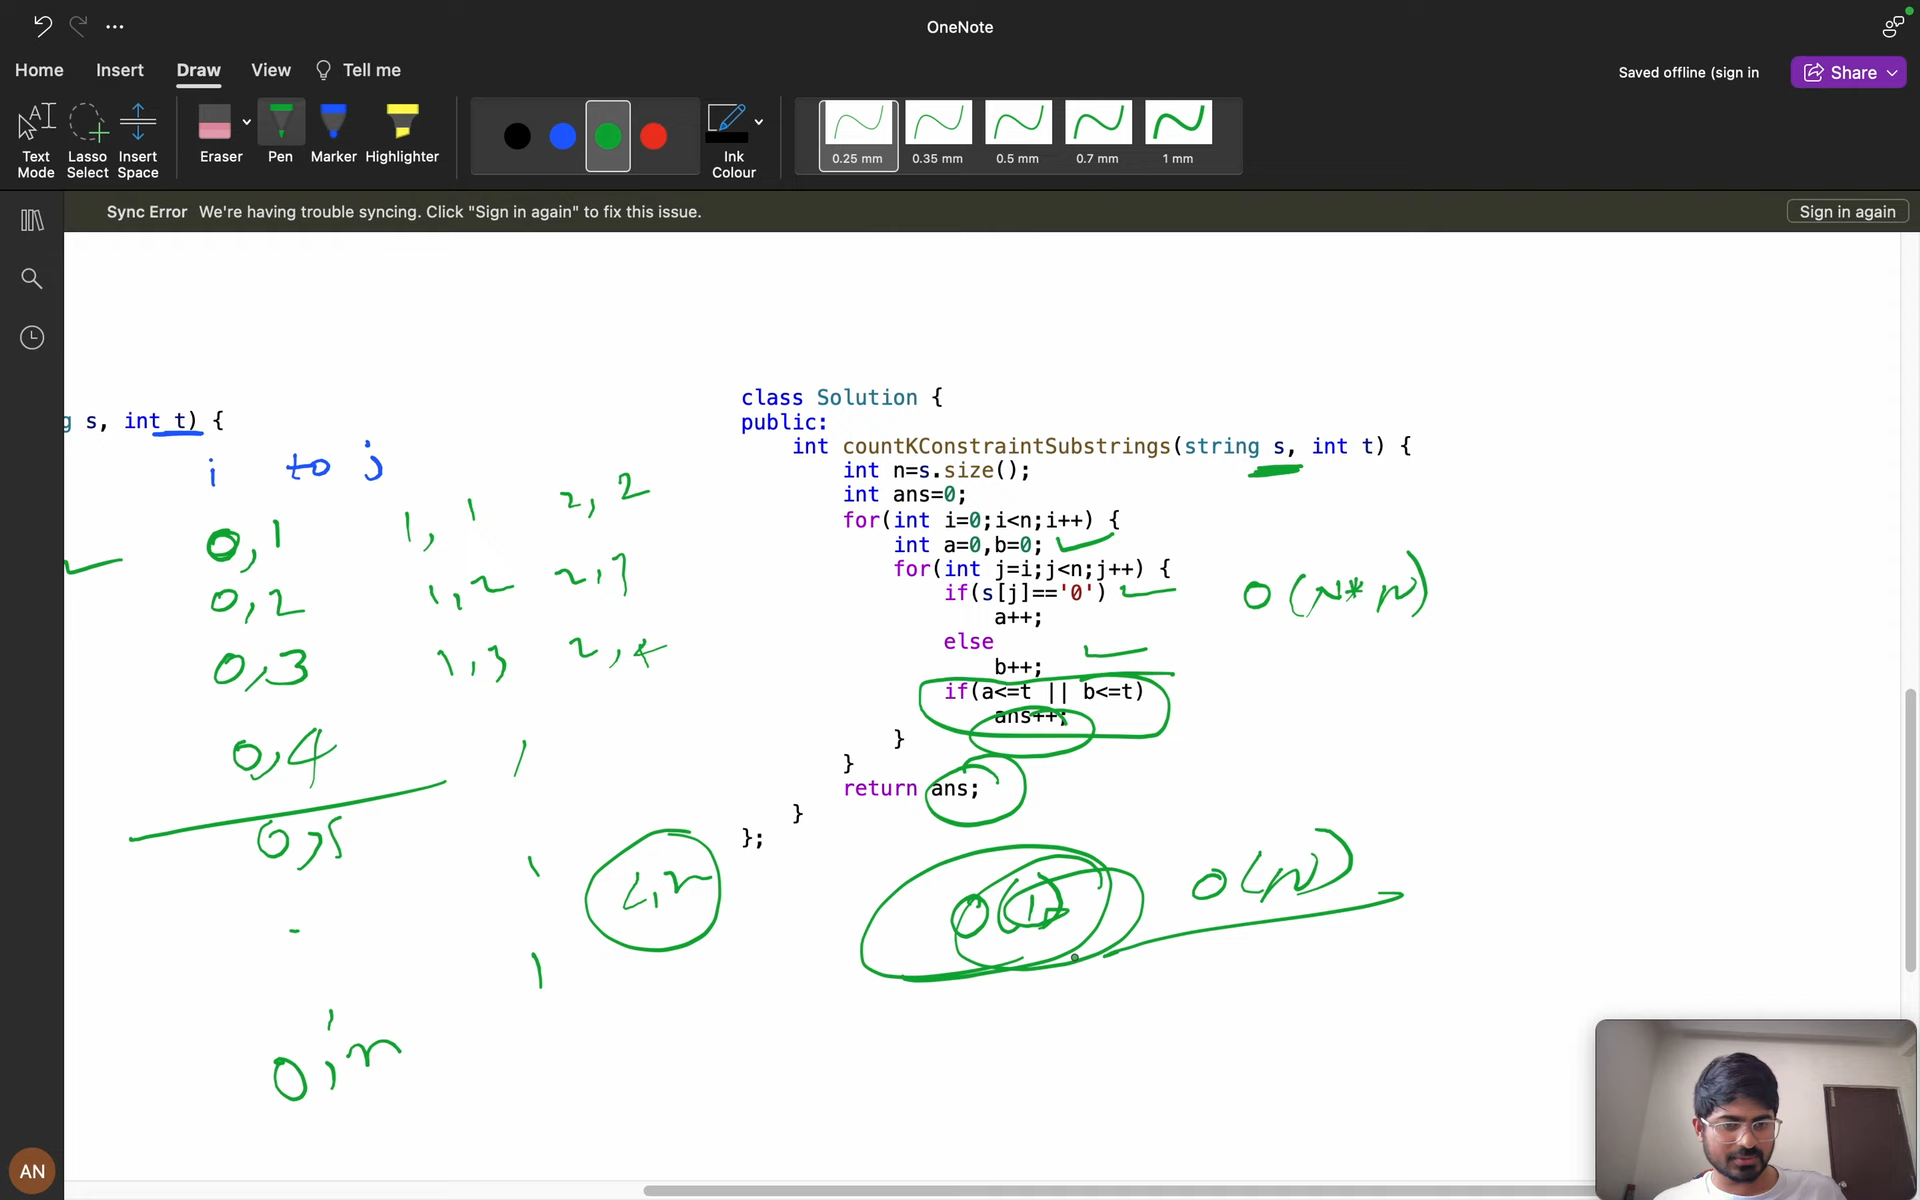 OneNote
Home Insert Draw View Tell me
Saved offline (sign in
Share
Text Mode
Lasso Select
Insert Space
Eraser
Pen
Marker
Highlighter
Ink Colour
0.25 mm
0.35 mm
0.5 mm
0.7 mm
1 mm
Sync Error We're having trouble syncing. Click "Sign in again" to fix this issue.
Sign in again
g s, int t) {
i to j
0,1 1,1 2,2
0,2 1,2 2,3
0,3 1,3 2,4
0,4
0,5
0,n
2,n
class Solution {
public:
int countKConstraintSubstrings(string s, int t) {
int n=s.size();
int ans=0;
for(int i=0;i<n;i++) {
int a=0,b=0;
for(int j=i;j<n;j++) {
if(s[j]=='0')
a++;
else
b++;
if(a<=t || b<=t)
ans++;
}
}
return ans;
}
};
O(N*N)
O(N)
AN